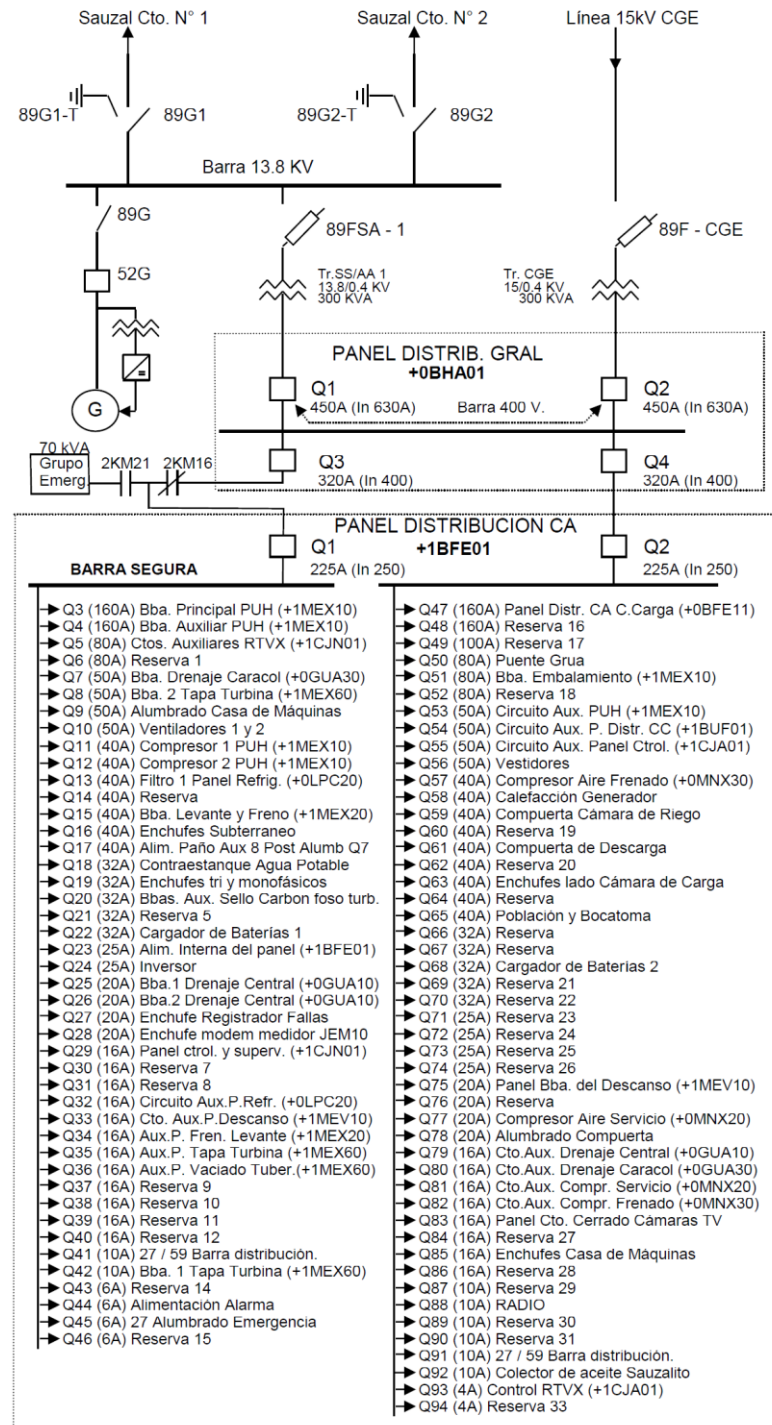 Sauzal Cto. N° 1
Sauzal Cto. N° 2
Línea 15kV CGE
89G1-T
89G1
89G2-T
89G2
Barra 13.8 KV
89G
89FSA - 1
89F - CGE
52G
Tr.SS/AA 1
13.8/0.4 KV
300 KVA
Tr. CGE
15/0.4 KV
300 KVA
PANEL DISTRIB. GRAL
+0BHA01
G
Q1
450A (In 630A)
Barra 400 V.
Q2
450A (In 630A)
70 kVA
Grupo
Emerg.
2KM21
2KM16
Q3
320A (In 400)
Q4
320A (In 400)
PANEL DISTRIBUCION CA
+1BFE01
Q1
225A (In 250)
Q2
225A (In 250)
BARRA SEGURA
Q3 (160A) Bba. Principal PUH (+1MEX10)
Q4 (160A) Bba. Auxiliar PUH (+1MEX10)
Q5 (80A) Ctos. Auxiliares RTVX (+1CJN01)
Q6 (80A) Reserva 1
Q7 (50A) Bba. Drenaje Caracol (+0GUA30)
Q8 (50A) Bba. 2 Tapa Turbina (+1MEX60)
Q9 (50A) Alumbrado Casa de Máquinas
Q10 (50A) Ventiladores 1 y 2
Q11 (40A) Compresor 1 PUH (+1MEX10)
Q12 (40A) Compresor 2 PUH (+1MEX10)
Q13 (40A) Filtro 1 Panel Refrig. (+0LPC20)
Q14 (40A) Reserva
Q15 (40A) Bba. Levante y Freno (+1MEX20)
Q16 (40A) Enchufes Subterraneo
Q17 (40A) Alim. Paño Aux 8 Post Alumb Q7
Q18 (32A) Contraestanque Agua Potable
Q19 (32A) Enchufes tri y monofásicos
Q20 (32A) Bbas. Aux. Sello Carbon foso turb.
Q21 (32A) Reserva 5
Q22 (32A) Cargador de Baterías 1
Q23 (25A) Alim. Interna del panel (+1BFE01)
Q24 (25A) Inversor
Q25 (20A) Bba.1 Drenaje Central (+0GUA10)
Q26 (20A) Bba.2 Drenaje Central (+0GUA10)
Q27 (20A) Enchufe Registrador Fallas
Q28 (20A) Enchufe modem medidor JEM10
Q29 (16A) Panel ctrol. y superv. (+1CJN01)
Q30 (16A) Reserva 7
Q31 (16A) Reserva 8
Q32 (16A) Circuito Aux.P.Refr. (+0LPC20)
Q33 (16A) Cto. Aux.P.Descanso (+1MEV10)
Q34 (16A) Aux.P. Fren. Levante (+1MEX20)
Q35 (16A) Aux.P. Tapa Turbina (+1MEX60)
Q36 (16A) Aux.P. Vaciado Tuber.(+1MEX60)
Q37 (16A) Reserva 9
Q38 (16A) Reserva 10
Q39 (16A) Reserva 11
Q40 (16A) Reserva 12
Q41 (10A) 27 / 59 Barra distribución.
Q42 (10A) Bba. 1 Tapa Turbina (+1MEX60)
Q43 (6A) Reserva 14
Q44 (6A) Alimentación Alarma
Q45 (6A) 27 Alumbrado Emergencia
Q46 (6A) Reserva 15
Q47 (160A) Panel Distr. CA C.Carga (+0BFE11)
Q48 (160A) Reserva 16
Q49 (100A) Reserva 17
Q50 (80A) Puente Grua
Q51 (80A) Bba. Embalamiento (+1MEX10)
Q52 (80A) Reserva 18
Q53 (50A) Circuito Aux. PUH (+1MEX10)
Q54 (50A) Circuito Aux. P. Distr. CC (+1BUF01)
Q55 (50A) Circuito Aux. Panel Ctrol. (+1CJA01)
Q56 (50A) Vestidores
Q57 (40A) Compresor Aire Frenado (+0MNX30)
Q58 (40A) Calefacción Generador
Q59 (40A) Compuerta Cámara de Riego
Q60 (40A) Reserva 19
Q61 (40A) Compuerta de Descarga
Q62 (40A) Reserva 20
Q63 (40A) Enchufes lado Cámara de Carga
Q64 (40A) Reserva
Q65 (40A) Población y Bocatoma
Q66 (32A) Reserva
Q67 (32A) Reserva
Q68 (32A) Cargador de Baterías 2
Q69 (32A) Reserva 21
Q70 (32A) Reserva 22
Q71 (25A) Reserva 23
Q72 (25A) Reserva 24
Q73 (25A) Reserva 25
Q74 (25A) Reserva 26
Q75 (20A) Panel Bba. del Descanso (+1MEV10)
Q76 (20A) Reserva
Q77 (20A) Compresor Aire Servicio (+0MNX20)
Q78 (20A) Alumbrado Compuerta
Q79 (16A) Cto.Aux. Drenaje Central (+0GUA10)
Q80 (16A) Cto.Aux. Drenaje Caracol (+0GUA30)
Q81 (16A) Cto.Aux. Compr. Servicio (+0MNX20)
Q82 (16A) Cto.Aux. Compr. Frenado (+0MNX30)
Q83 (16A) Panel Cto. Cerrado Cámaras TV
Q84 (16A) Reserva 27
Q85 (16A) Enchufes Casa de Máquinas
Q86 (16A) Reserva 28
Q87 (10A) Reserva 29
Q88 (10A) RADIO
Q89 (10A) Reserva 30
Q90 (10A) Reserva 31
Q91 (10A) 27 / 59 Barra distribución.
Q92 (10A) Colector de aceite Sauzalito
Q93 (4A) Control RTVX (+1CJA01)
Q94 (4A) Reserva 33